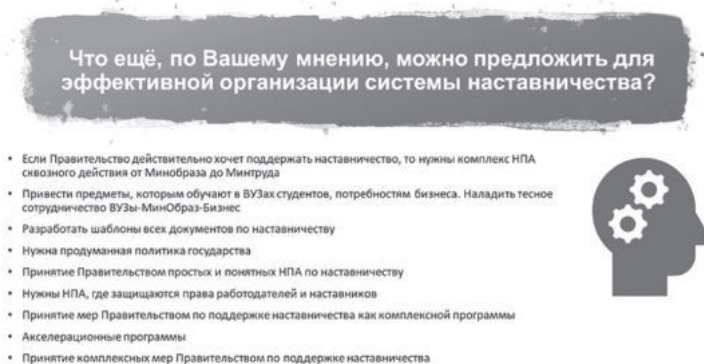 Что ещё, по Вашему мнению, можно предложить для
эффективной организации системы наставничества?
• Если Правительство действительно хочет поддержать наставничество, то нужны комплекс НПА
сквозного действия от Минобраза до Минтруда
• Привести предметы, которым обучают в ВУЗах студентов, потребностям бизнеса. Наладить тесное
сотрудничество ВУЗы-МинОбраз-Бизнес
• Разработать шаблоны всех документов по наставничеству
• Нужна продуманная политика государства
• Принятие Правительством простых и понятных НПА по наставничеству
• Нужны НПА, где защищаются права работодателей и наставников
• Принятие мер Правительством по поддержке наставничества как комплексной программы
• Акселерационные программы
• Принятие комплексных мер Правительством по поддержке наставничества